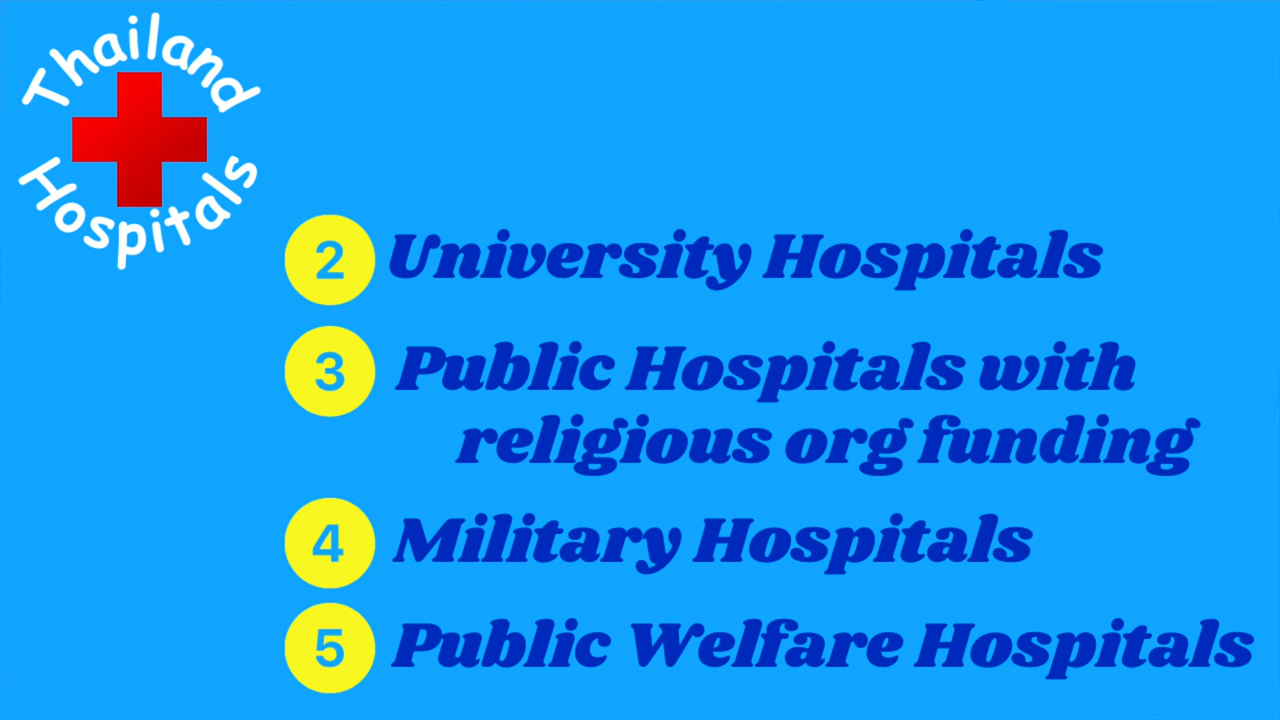 Thailand
Hospitals
2 University Hospitals
3 Public Hospitals with
religious org funding
4 Military Hospitals
5 Public Welfare Hospitals